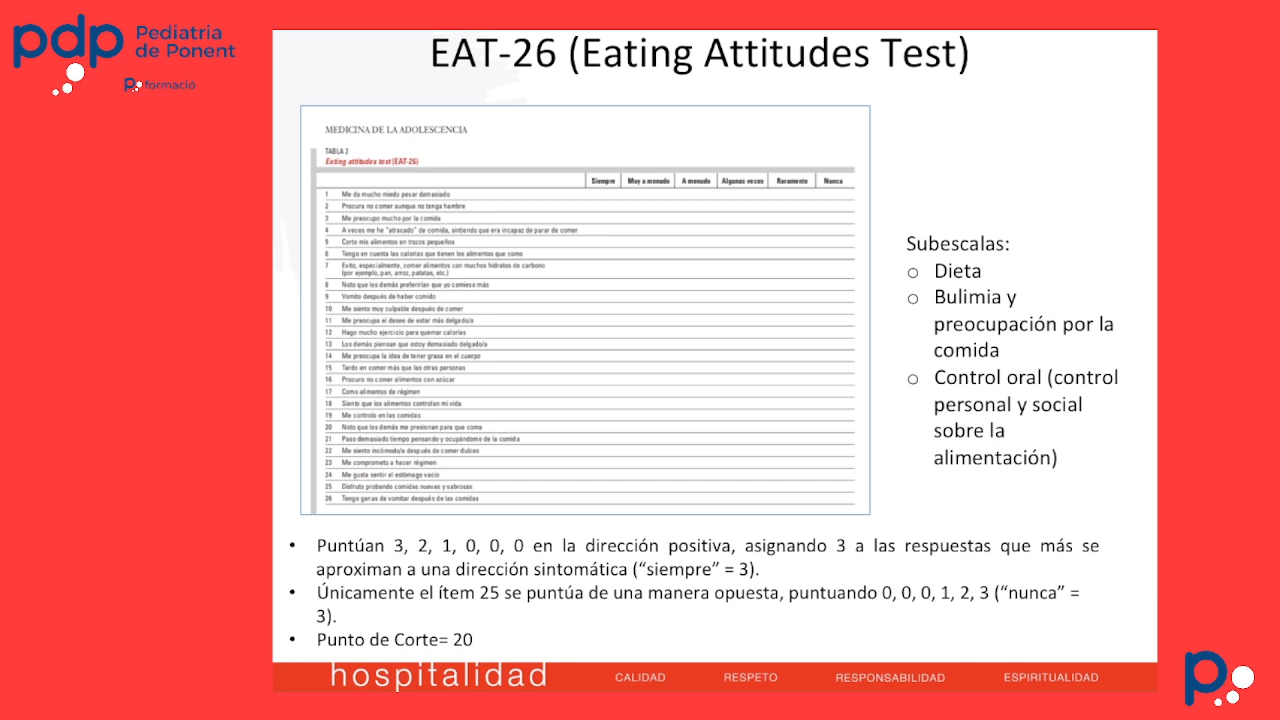 pdp Pediatria
de Ponent
formació
EAT-26 (Eating Attitudes Test)
MEDICINA DE LA ADOLESCENCIA
TABLA 2
Eating attitudes test (EAT-26)
Siempre Muy a menudo A menudo Algunas veces Raramente Nunca
1 Me da mucho miedo pesar demasiado
2 Procuro no comer aunque no tenga hambre
3 Me preocupo mucho por la comida
4 A veces me he "atracado" de comida, sintiendo que era incapaz de parar de comer
5 Corto mis alimentos en trozos pequeños
6 Tengo en cuenta las calorías que tienen los alimentos que como
7 Evito, especialmente, comer alimentos con muchos hidratos de carbono
(por ejemplo, pan, arroz, patatas, etc.)
8 Noto que los demás preferirían que yo comiese más
9 Vomito después de haber comido
10 Me siento muy culpable después de comer
11 Me preocupa el deseo de estar más delgado/a
12 Hago mucho ejercicio para quemar calorías
13 Los demás piensan que estoy demasiado delgado/a
14 Me preocupa la idea de tener grasa en el cuerpo
15 Tardo en comer más que las otras personas
16 Procuro no comer alimentos con azúcar
17 Como alimentos de régimen
18 Siento que los alimentos controlan mi vida
19 Me controlo en las comidas
20 Noto que los demás me presionan para que coma
21 Paso demasiado tiempo pensando y ocupándome de la comida
22 Me siento incómodo/a después de comer dulces
23 Me comprometo a hacer régimen
24 Me gusta sentir el estómago vacío
25 Disfruto probando comidas nuevas y sabrosas
26 Tengo ganas de vomitar después de las comidas
Subescalas:
o Dieta
o Bulimia y
preocupación por la
comida
o Control oral (control
personal y social
sobre la
alimentación)
• Puntúan 3, 2, 1, 0, 0, 0 en la dirección positiva, asignando 3 a las respuestas que más se
aproximan a una dirección sintomática (“siempre” = 3).
• Únicamente el ítem 25 se puntúa de una manera opuesta, puntuando 0, 0, 0, 1, 2, 3 (“nunca” =
3).
• Punto de Corte= 20
hospitalidad CALIDAD RESPETO RESPONSABILIDAD ESPIRITUALIDAD